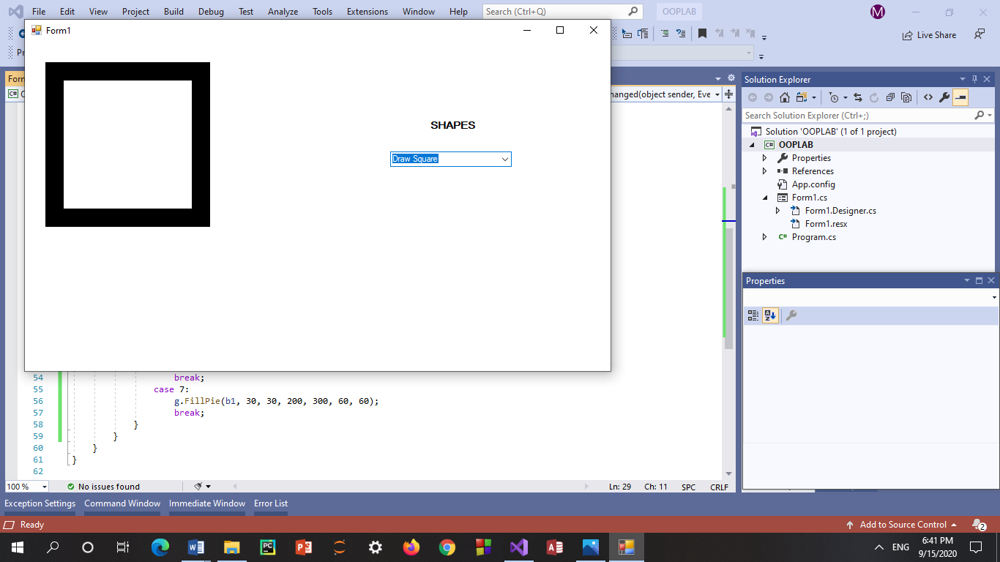 File Edit View Project Build Debug Test Analyze Tools Extensions Window Help Search (Ctrl+Q) OOPLAB
M
Form1
Live Share
Pr
Form
C# C
hanged(object sender, Eve
SHAPES
Draw Square
Solution Explorer
Search Solution Explorer (Ctrl+;)
Solution 'OOPLAB' (1 of 1 project)
C# OOPLAB
Properties
References
App.config
Form1.cs
Form1.Designer.cs
Form1.resx
C# Program.cs
Properties
54 break;
55 case 7:
56 g.FillPie(b1, 30, 30, 200, 300, 60, 60);
57 break;
58 }
59 }
60 }
61 }
62
100 % No issues found Ln: 29 Ch: 11 SPC CRLF
Exception Settings Command Window Immediate Window Error List
Ready Add to Source Control 2
ENG 6:41 PM
9/15/2020